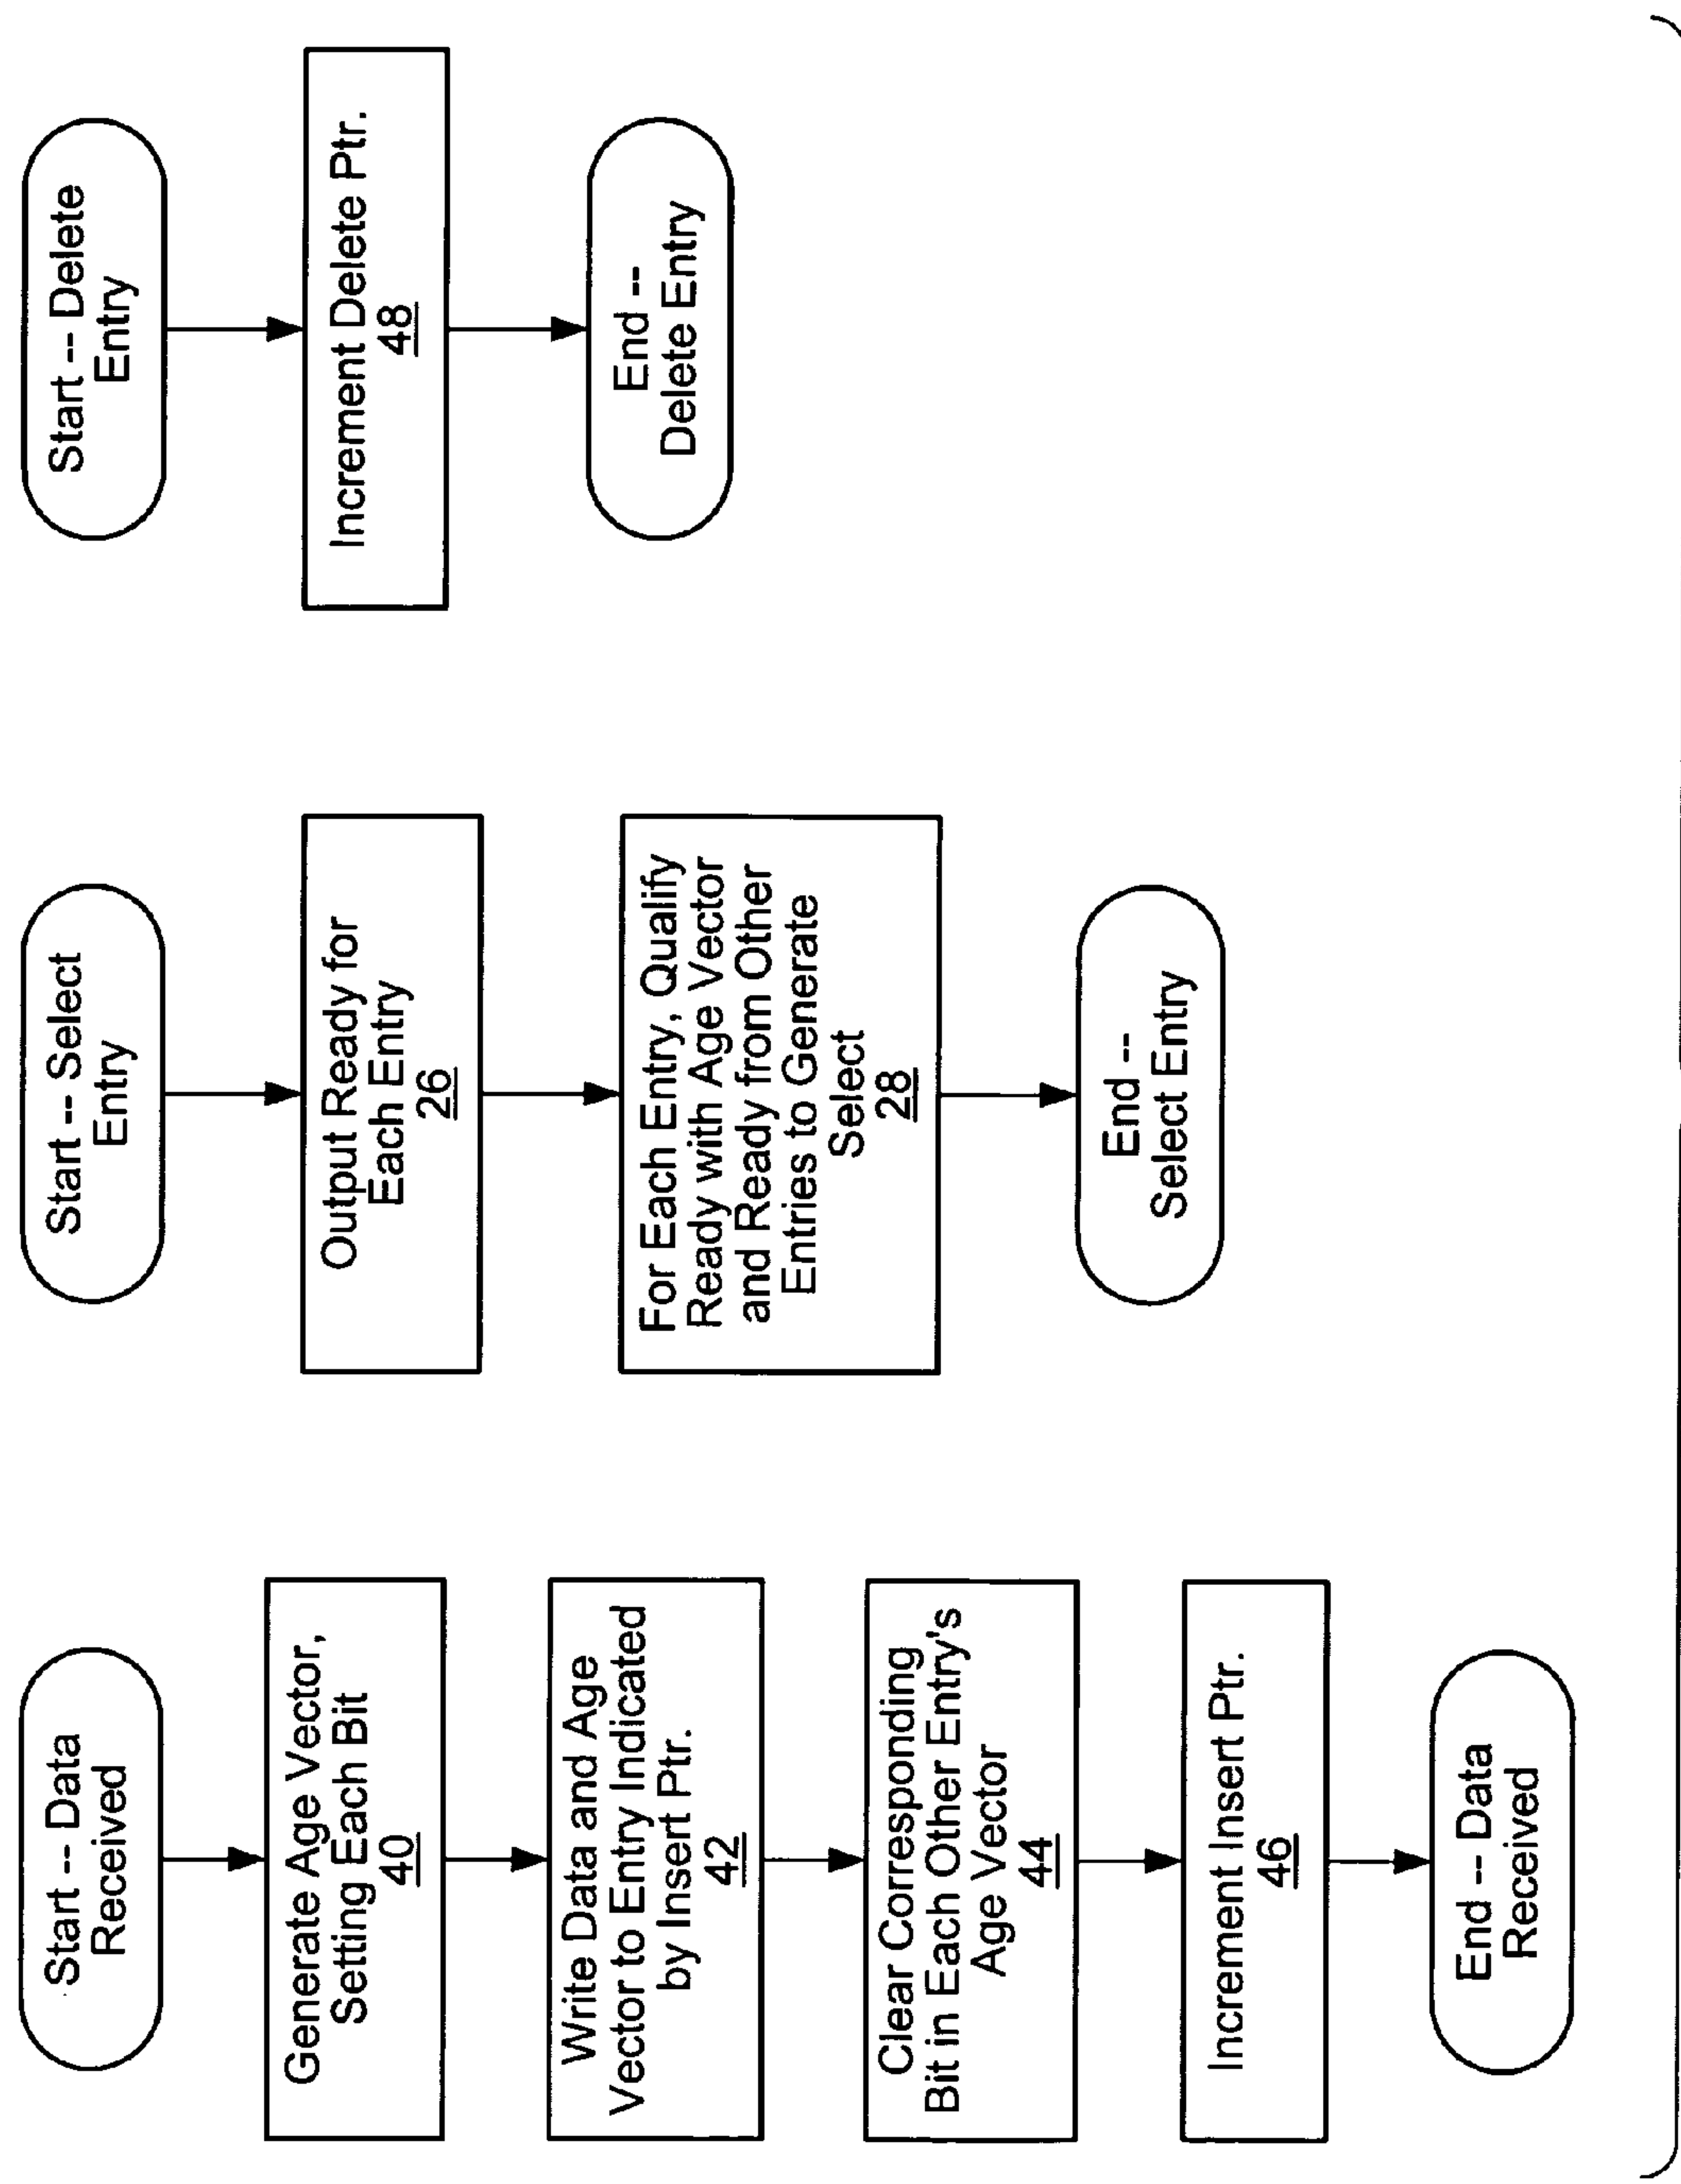 Start -- Data
Received
Generate Age Vector,
Setting Each Bit
40
Write Data and Age
Vector to Entry Indicated
by Insert Ptr.
42
Clear Corresponding
Bit in Each Other Entry's
Age Vector
44
Increment Insert Ptr.
46
End -- Data
Received
Start -- Select
Entry
Output Ready for
Each Entry
26
For Each Entry, Qualify
Ready with Age Vector
and Ready from Other
Entries to Generate
Select
28
End --
Select Entry
Start -- Delete
Entry
Increment Delete Ptr.
48
End --
Delete Entry